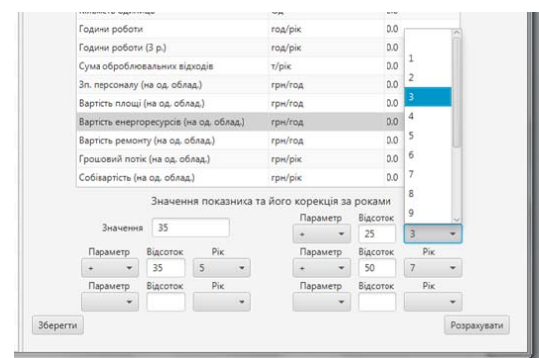 Години роботи год/рік 0.0
Години роботи (3 р.) год/рік 0.0
Сума оброблювальних відходів т/рік 0.0
Зп. персоналу (на од. облад.) грн/год 0.0
Вартість площі (на од. облад.) грн/год 0.0
Вартість енергоресурсів (на од. облад.) грн/год 0.0
Вартість ремонту (на од. облад.) грн/год 0.0
Грошовий потік (на од. облад.) грн/рік 0.0
Собівартість (на од. облад.) грн/рік 0.0
1
2
3
4
5
6
7
8
9
Значення показника та його корекція за роками
Параметр Відсоток
Значення 35 + 25 3
Параметр Відсоток Рік Параметр Відсоток Рік
+ 35 5 + 50 7
Параметр Відсоток Рік Параметр Відсоток Рік
Зберегти Розрахувати